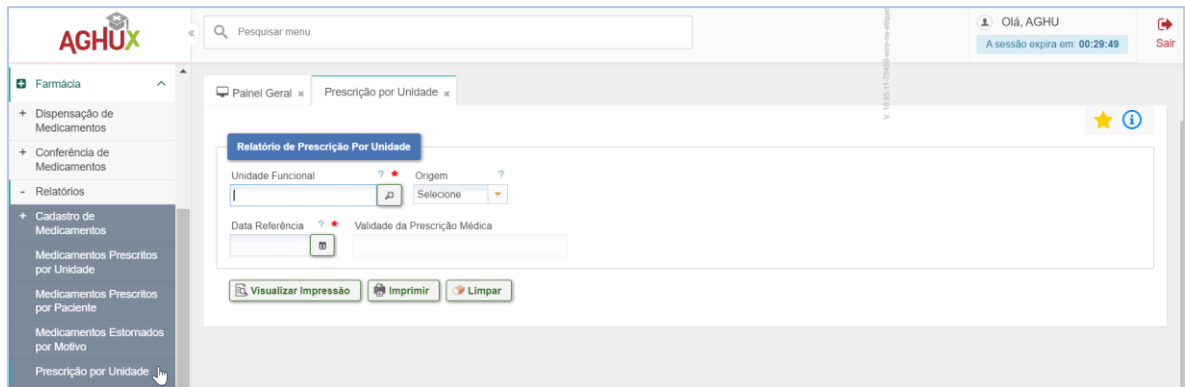 AGHUX
«
Pesquisar menu
Olá, AGHU
A sessão expira em: 00:29:49
Sair
Farmácia
+ Dispensação de
Medicamentos
+ Conferência de
Medicamentos
- Relatórios
+ Cadastro de
Medicamentos
Medicamentos Prescritos
por Unidade
Medicamentos Prescritos
por Paciente
Medicamentos Estornados
por Motivo
Prescrição por Unidade
Painel Geral ×
Prescrição por Unidade ×
Relatório de Prescrição Por Unidade
Unidade Funcional ? * Origem ?
Selecione
Data Referência ? * Validade da Prescrição Médica
Visualizar Impressão Imprimir Limpar